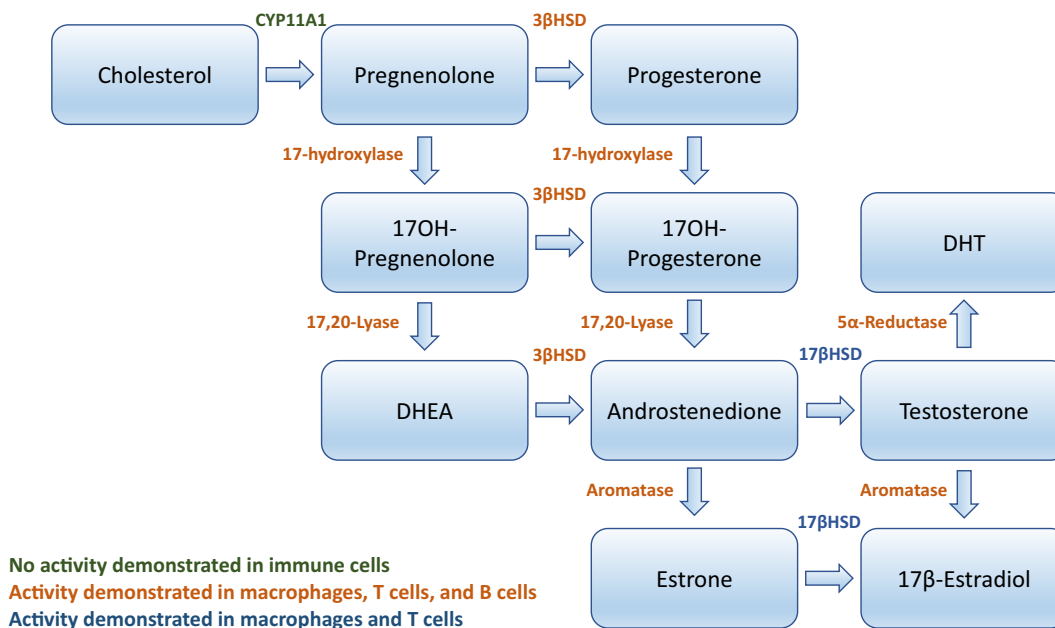 CYP11A1
3βHSD
Cholesterol
Pregnenolone
Progesterone
17-hydroxylase
17-hydroxylase
3βHSD
17OH-
Pregnenolone
17OH-
Progesterone
DHT
17,20-Lyase
17,20-Lyase
5α-Reductase
3βHSD
17βHSD
DHEA
Androstenedione
Testosterone
Aromatase
Aromatase
17βHSD
Estrone
17β-Estradiol
No activity demonstrated in immune cells
Activity demonstrated in macrophages, T cells, and B cells
Activity demonstrated in macrophages and T cells